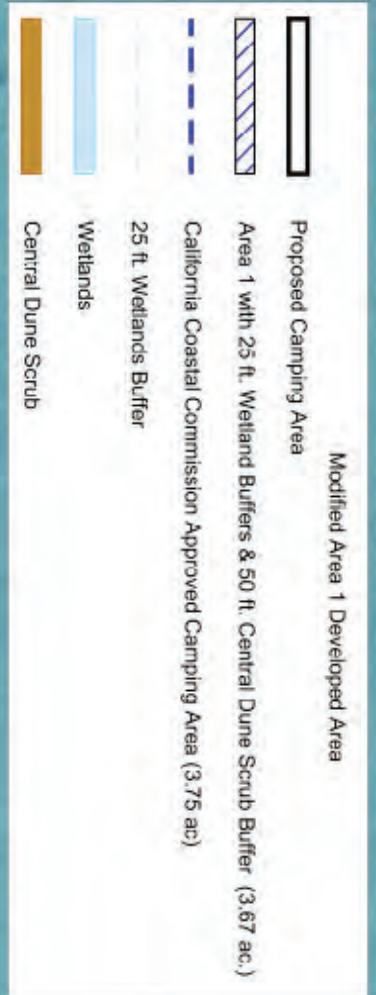 Modified Area 1 Developed Area
Proposed Camping Area
Area 1 with 25 ft. Wetland Buffers & 50 ft. Central Dune Scrub Buffer (3.67 ac.)
California Coastal Commission Approved Camping Area (3.75 ac)
25 ft. Wetlands Buffer
Wetlands
Central Dune Scrub